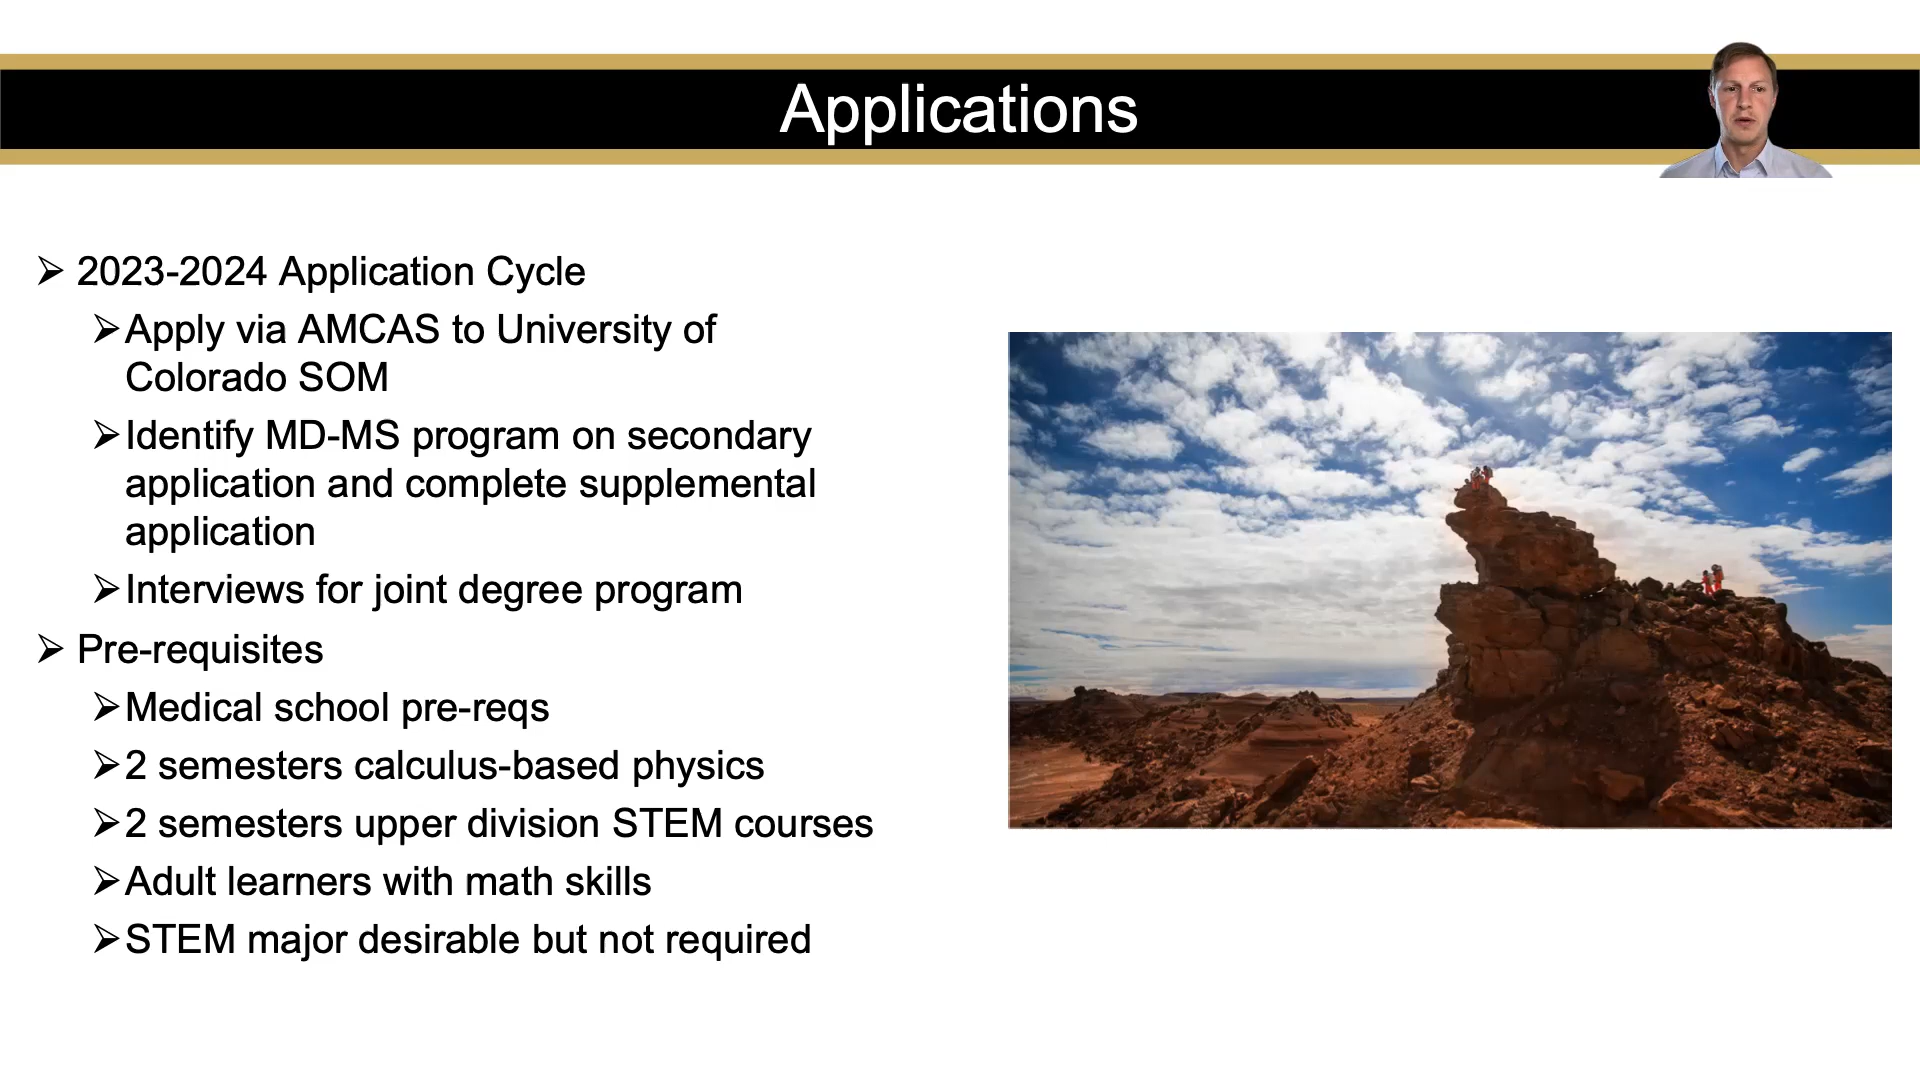 Applications
➢ 2023-2024 Application Cycle
➢Apply via AMCAS to University of
Colorado SOM
➢Identify MD-MS program on secondary
application and complete supplemental
application
➢Interviews for joint degree program
➢ Pre-requisites
➢Medical school pre-reqs
➢2 semesters calculus-based physics
➢2 semesters upper division STEM courses
➢Adult learners with math skills
➢STEM major desirable but not required